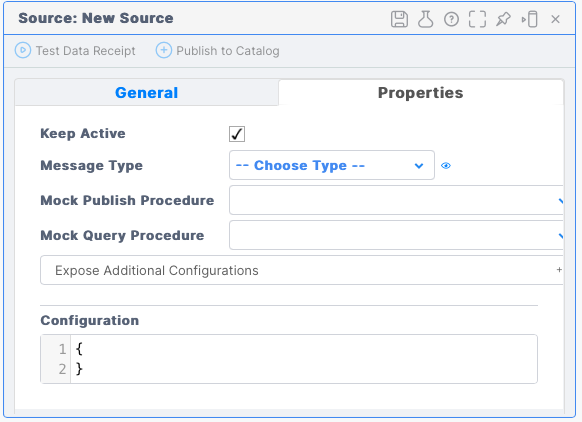 Source: New Source
Test Data Receipt
Publish to Catalog
General
Properties
Keep Active
Message Type
-- Choose Type --
Mock Publish Procedure
Mock Query Procedure
Expose Additional Configurations +
Configuration
1 {
2 }